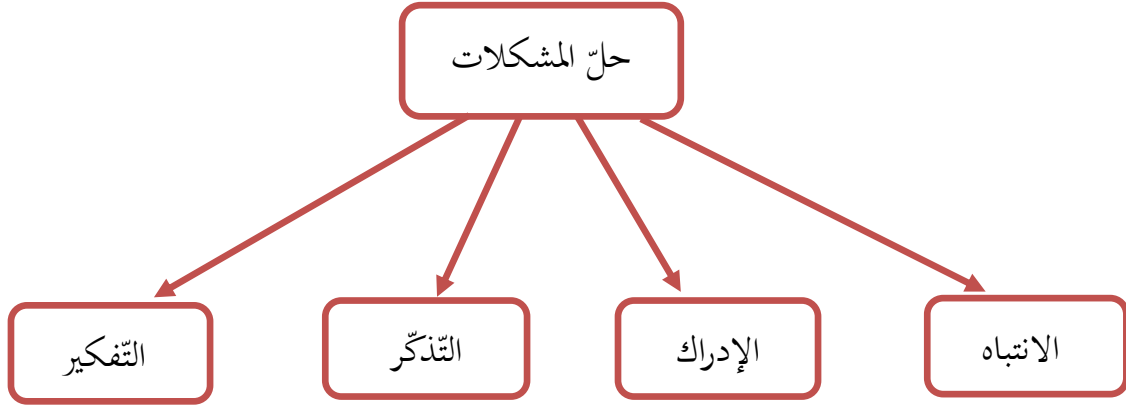 حلّ المشكلات
الانتباه
الإدراك
التّذكّر
التّفكير